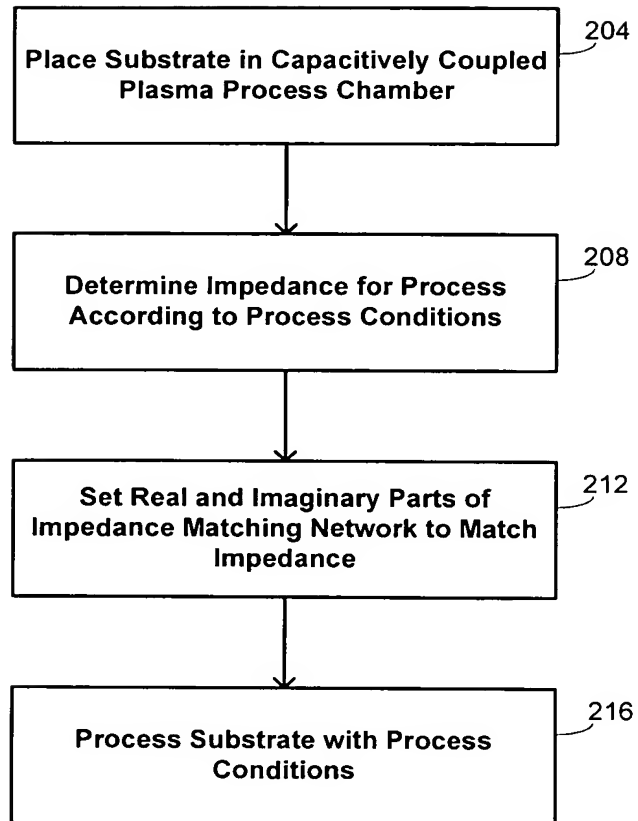 204
Place Substrate in Capacitively Coupled
Plasma Process Chamber
208
Determine Impedance for Process
According to Process Conditions
212
Set Real and Imaginary Parts of
Impedance Matching Network to Match
Impedance
216
Process Substrate with Process
Conditions